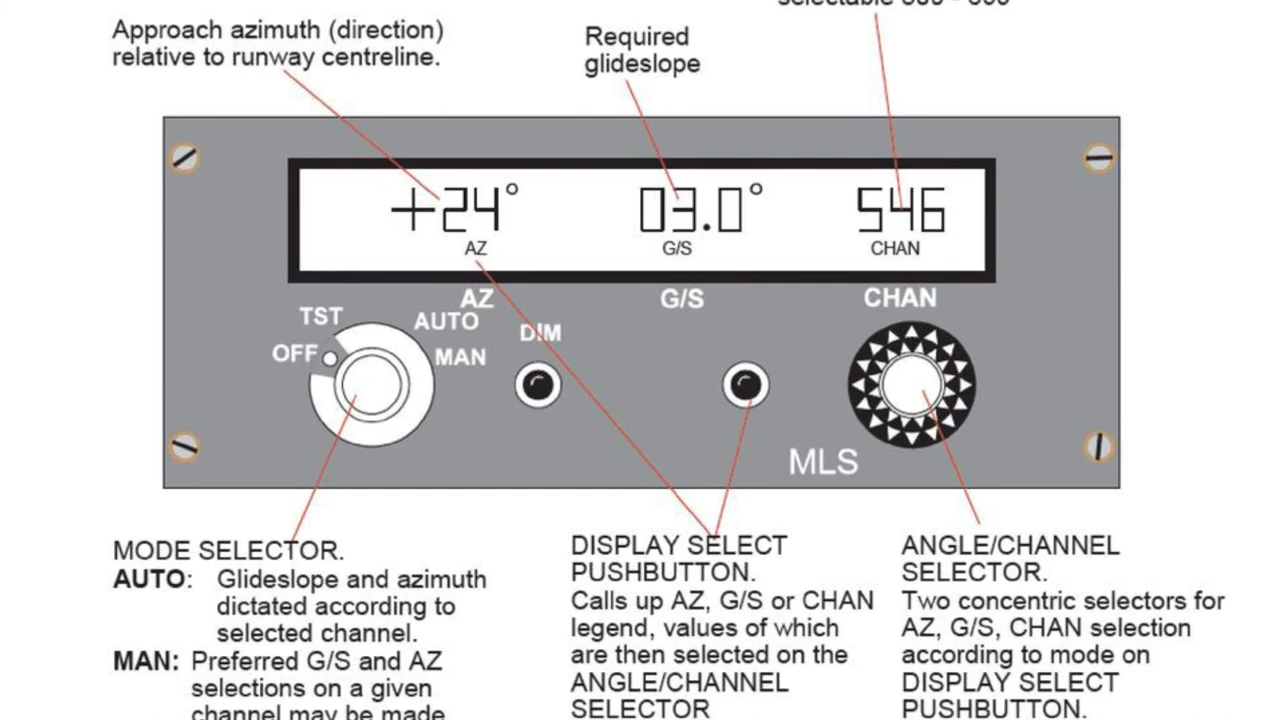 Approach azimuth (direction)
relative to runway centreline.
Required
glideslope
+24°
AZ
03.0°
G/S
546
CHAN
AZ
G/S
CHAN
TST
OFF
AUTO
MAN
DIM
MLS
MODE SELECTOR.
AUTO: Glideslope and azimuth
dictated according to
selected channel.
MAN: Preferred G/S and AZ
selections on a given
channel may be made
DISPLAY SELECT
PUSHBUTTON.
Calls up AZ, G/S or CHAN
legend, values of which
are then selected on the
ANGLE/CHANNEL
SELECTOR
ANGLE/CHANNEL
SELECTOR.
Two concentric selectors for
AZ, G/S, CHAN selection
according to mode on
DISPLAY SELECT
PUSHBUTTON.